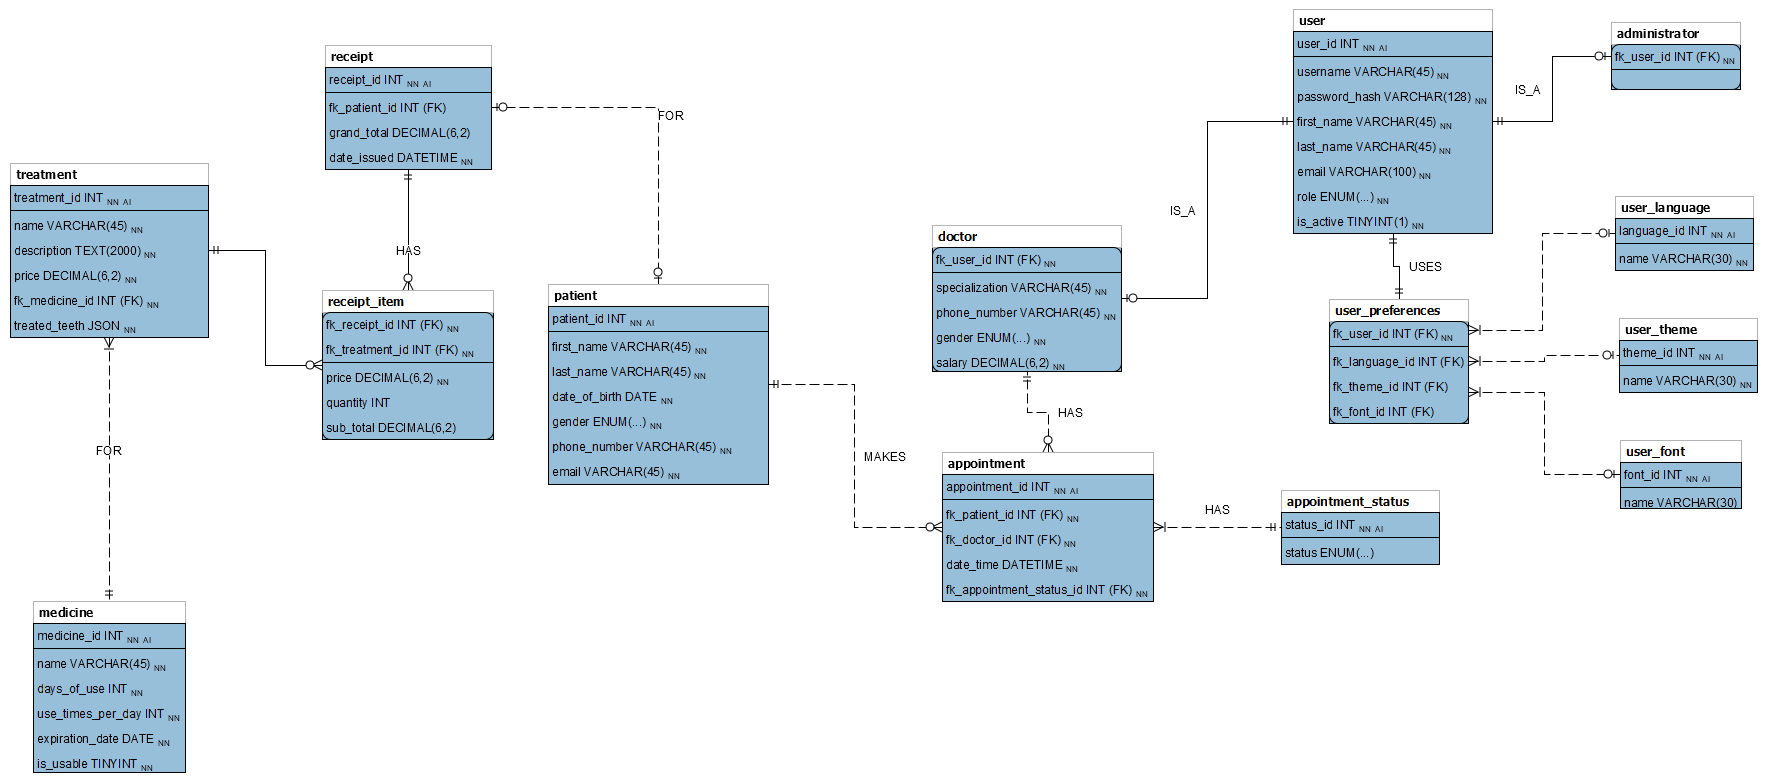 user
user_id INT NN AI
username VARCHAR(45) NN
password_hash VARCHAR(128) NN
first_name VARCHAR(45) NN
last_name VARCHAR(45) NN
email VARCHAR(100) NN
role ENUM(...) NN
is_active TINYINT(1) NN
administrator
fk_user_id INT (FK) NN
IS_A
receipt
receipt_id INT NN AI
fk_patient_id INT (FK)
grand_total DECIMAL(6,2)
date_issued DATETIME NN
FOR
treatment
treatment_id INT NN AI
name VARCHAR(45) NN
description TEXT(2000) NN
price DECIMAL(6,2) NN
fk_medicine_id INT (FK) NN
treated_teeth JSON NN
HAS
IS_A
user_language
language_id INT NN AI
name VARCHAR(30) NN
doctor
fk_user_id INT (FK) NN
specialization VARCHAR(45) NN
phone_number VARCHAR(45) NN
gender ENUM(...) NN
salary DECIMAL(6,2) NN
USES
receipt_item
fk_receipt_id INT (FK) NN
fk_treatment_id INT (FK) NN
price DECIMAL(6,2) NN
quantity INT
sub_total DECIMAL(6,2)
patient
patient_id INT NN AI
first_name VARCHAR(45) NN
last_name VARCHAR(45) NN
date_of_birth DATE NN
gender ENUM(...) NN
phone_number VARCHAR(45) NN
email VARCHAR(45) NN
user_preferences
fk_user_id INT (FK) NN
fk_language_id INT (FK)
fk_theme_id INT (FK)
fk_font_id INT (FK)
user_theme
theme_id INT NN AI
name VARCHAR(30) NN
HAS
FOR
MAKES
user_font
font_id INT NN AI
name VARCHAR(30)
appointment
appointment_id INT NN AI
fk_patient_id INT (FK) NN
fk_doctor_id INT (FK) NN
date_time DATETIME NN
fk_appointment_status_id INT (FK) NN
HAS
appointment_status
status_id INT NN AI
status ENUM(...)
medicine
medicine_id INT NN AI
name VARCHAR(45) NN
days_of_use INT NN
use_times_per_day INT NN
expiration_date DATE NN
is_usable TINYINT NN